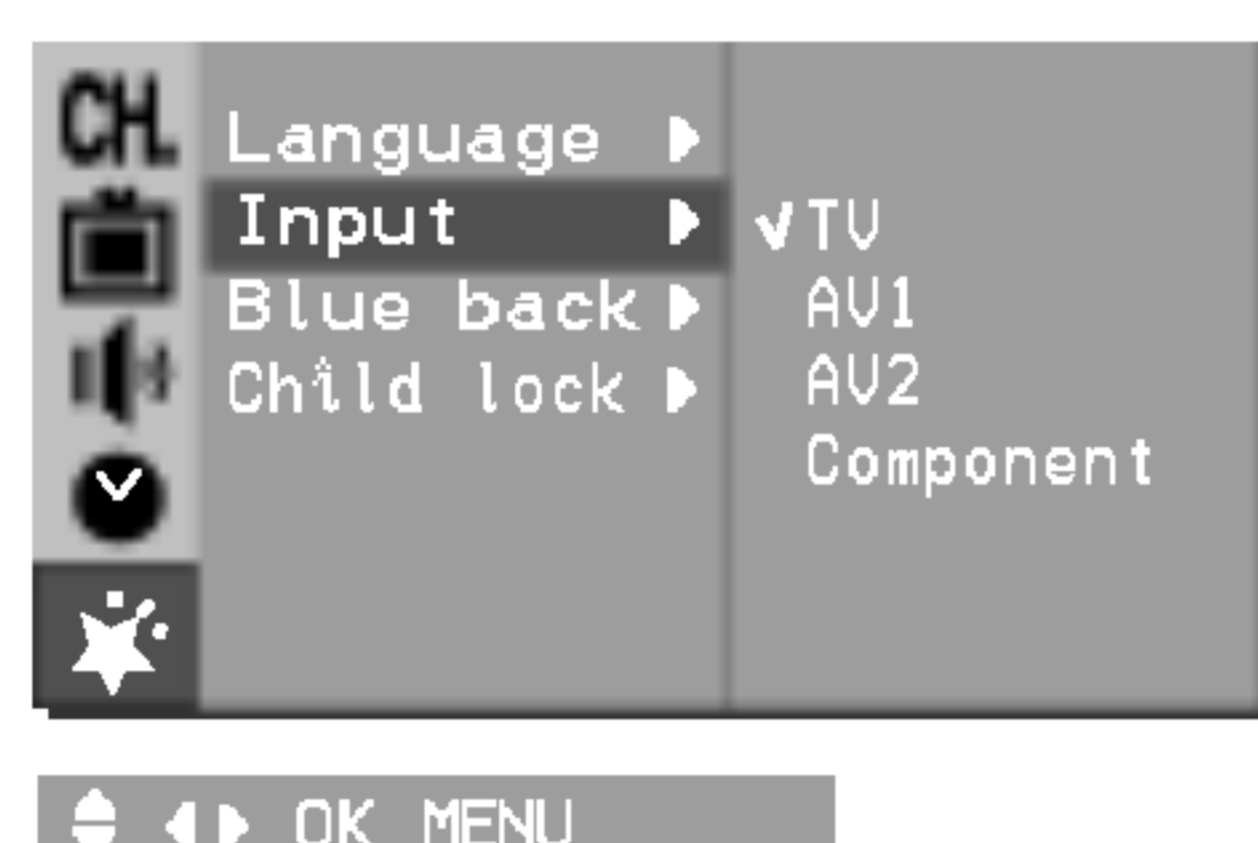 CH.
Language
Input
Blue back
Child lock
TV
AV1
AV2
Component
OK MENU